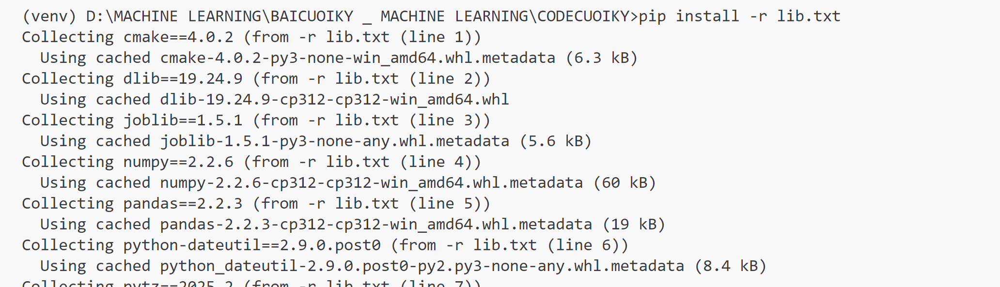 (venv) D:\MACHINE LEARNING\BAICUOIKY _ MACHINE LEARNING\CODECUOIKY>pip install -r lib.txt
Collecting cmake==4.0.2 (from -r lib.txt (line 1))
  Using cached cmake-4.0.2-py3-none-win_amd64.whl.metadata (6.3 kB)
Collecting dlib==19.24.9 (from -r lib.txt (line 2))
  Using cached dlib-19.24.9-cp312-cp312-win_amd64.whl
Collecting joblib==1.5.1 (from -r lib.txt (line 3))
  Using cached joblib-1.5.1-py3-none-any.whl.metadata (5.6 kB)
Collecting numpy==2.2.6 (from -r lib.txt (line 4))
  Using cached numpy-2.2.6-cp312-cp312-win_amd64.whl.metadata (60 kB)
Collecting pandas==2.2.3 (from -r lib.txt (line 5))
  Using cached pandas-2.2.3-cp312-cp312-win_amd64.whl.metadata (19 kB)
Collecting python-dateutil==2.9.0.post0 (from -r lib.txt (line 6))
  Using cached python_dateutil-2.9.0.post0-py2.py3-none-any.whl.metadata (8.4 kB)
Collecting pytz==2025.2 (from -r lib.txt (line 7))